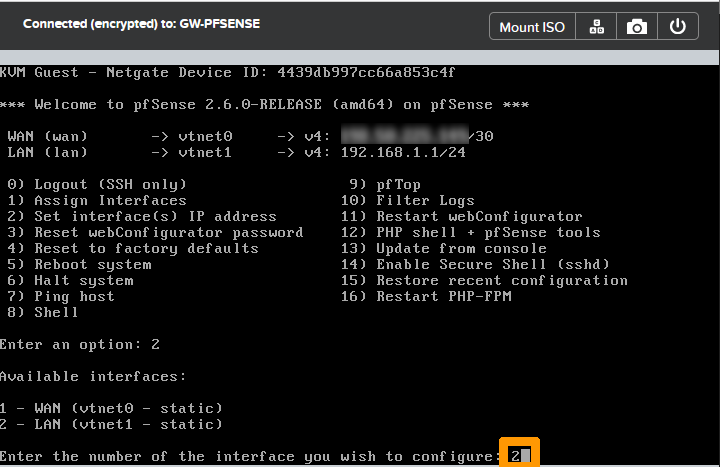 Connected (encrypted) to: GW-PFSENSE
Mount ISO
KVM Guest - Netgate Device ID: 4439db997cc66a853c4f
*** Welcome to pfSense 2.6.0-RELEASE (amd64) on pfSense ***
WAN (wan) -> vtnet0 -> v4: /30
LAN (lan) -> vtnet1 -> v4: 192.168.1.1/24
0) Logout (SSH only) 9) pfTop
1) Assign Interfaces 10) Filter Logs
2) Set interface(s) IP address 11) Restart webConfigurator
3) Reset webConfigurator password 12) PHP shell + pfSense tools
4) Reset to factory defaults 13) Update from console
5) Reboot system 14) Enable Secure Shell (sshd)
6) Halt system 15) Restore recent configuration
7) Ping host 16) Restart PHP-FPM
8) Shell
Enter an option: 2
Available interfaces:
1 - WAN (vtnet0 - static)
2 - LAN (vtnet1 - static)
Enter the number of the interface you wish to configure: 2